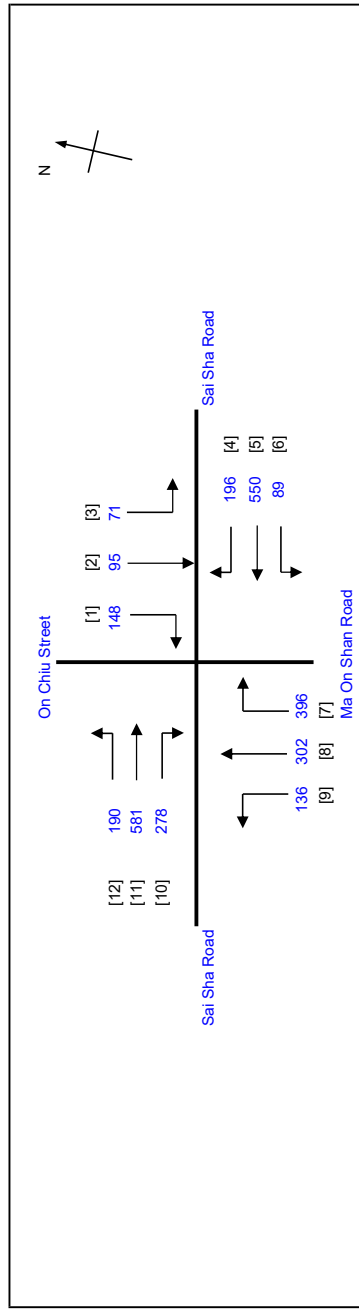 N
On Chiu Street
[1] [2] [3]
148 95 71
[12] 190
[11] 581
[10] 278
Sai Sha Road
Sai Sha Road
196 [4]
550 [5]
89 [6]
136 302 396
[9] [8] [7]
Ma On Shan Road